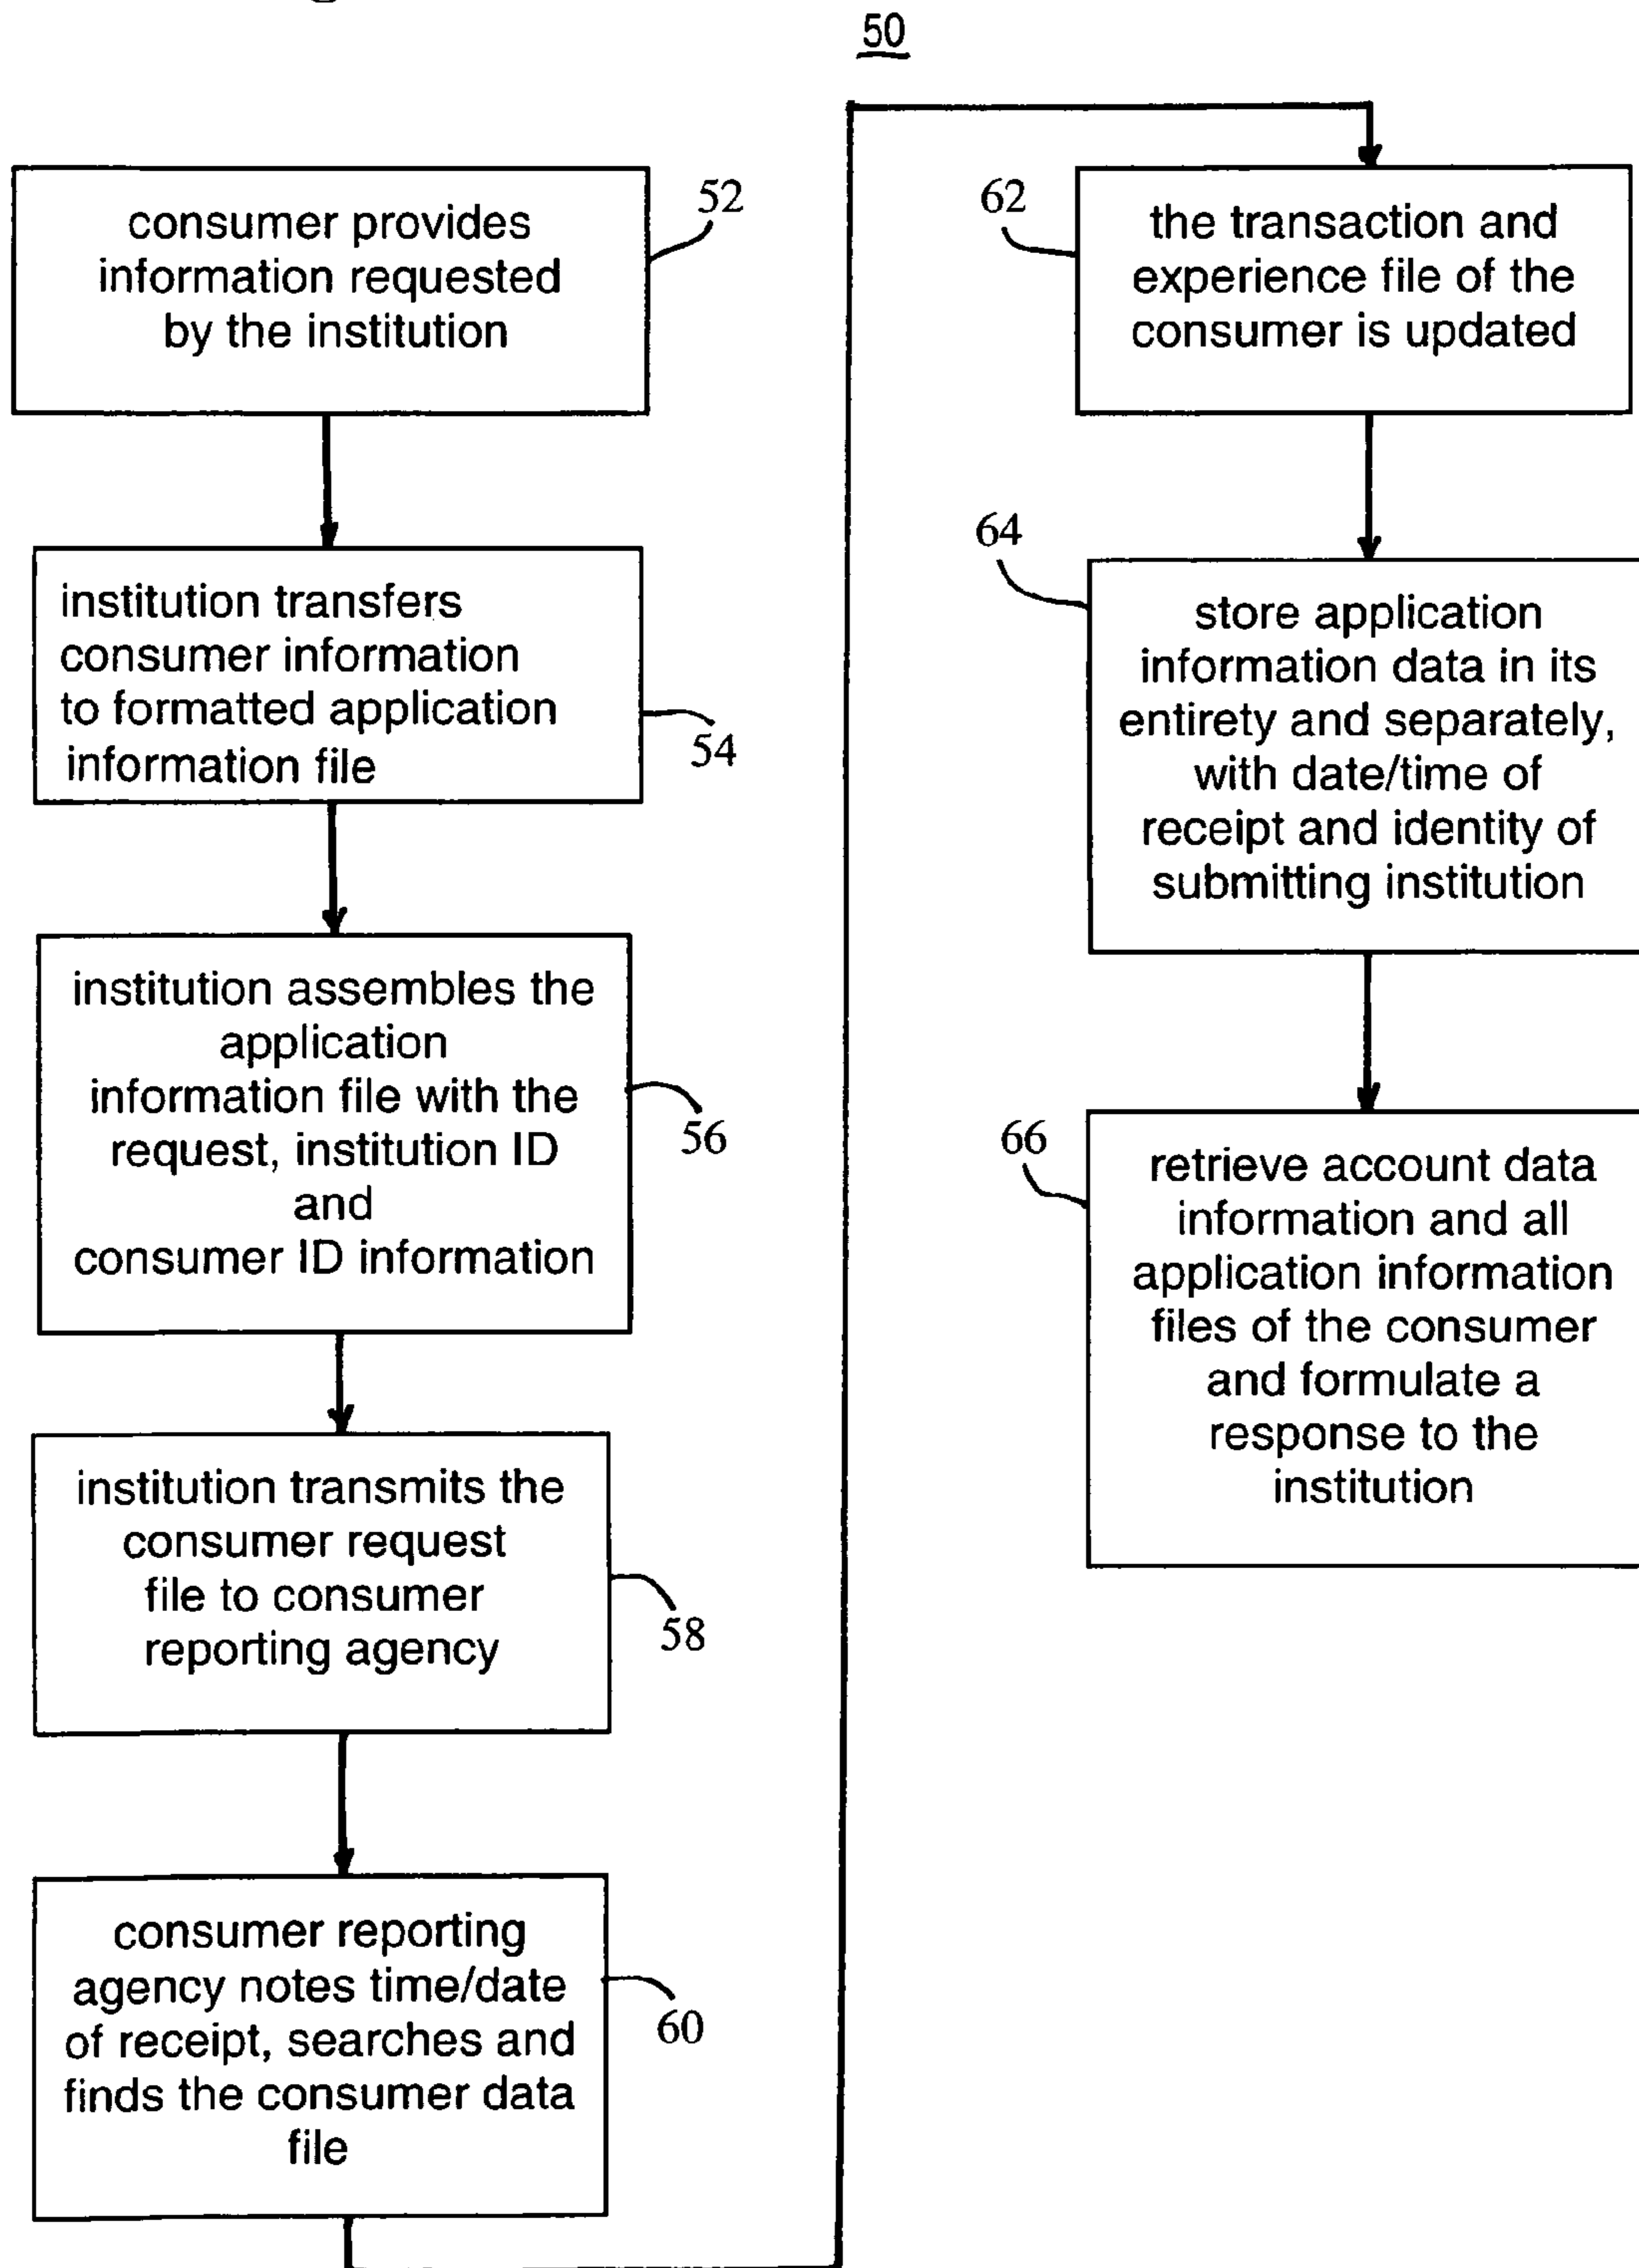 50
consumer provides
information requested
by the institution
52
institution transfers
consumer information
to formatted application
information file
54
institution assembles the
application
information file with the
request, institution ID
and
consumer ID information
56
institution transmits the
consumer request
file to consumer
reporting agency
58
consumer reporting
agency notes time/date
of receipt, searches and
finds the consumer data
file
60
62
the transaction and
experience file of the
consumer is updated
64
store application
information data in its
entirety and separately,
with date/time of
receipt and identity of
submitting institution
66
retrieve account data
information and all
application information
files of the consumer
and formulate a
response to the
institution